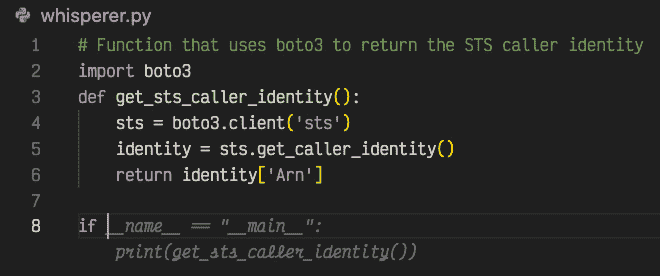 whisperer.py
1 # Function that uses boto3 to return the STS caller identity
2 import boto3
3 def get_sts_caller_identity():
4     sts = boto3.client('sts')
5     identity = sts.get_caller_identity()
6     return identity['Arn']
7
8 if __name__ == "__main__":
    print(get_sts_caller_identity())